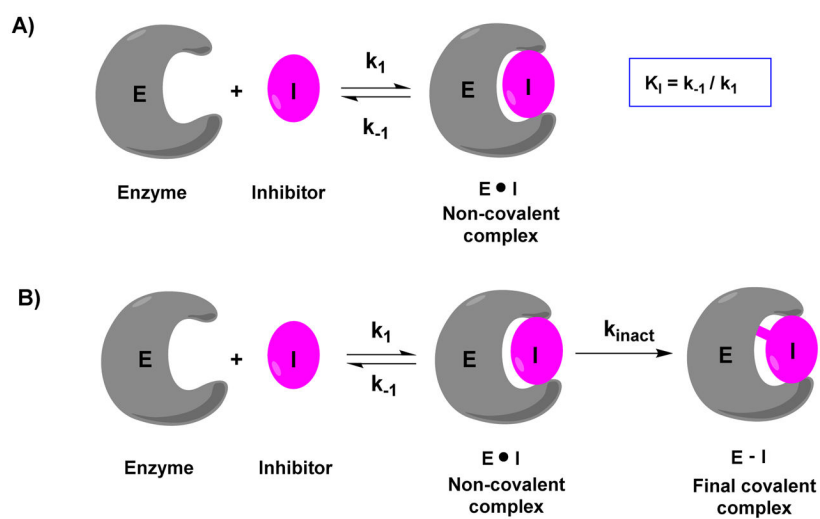 A)
E
+
I
k1
k-1
E
I
KI = k-1 / k1
Enzyme
Inhibitor
E • I
Non-covalent
complex
B)
E
+
I
k1
k-1
E
I
kinact
E
I
Enzyme
Inhibitor
E • I
Non-covalent
complex
E - I
Final covalent
complex